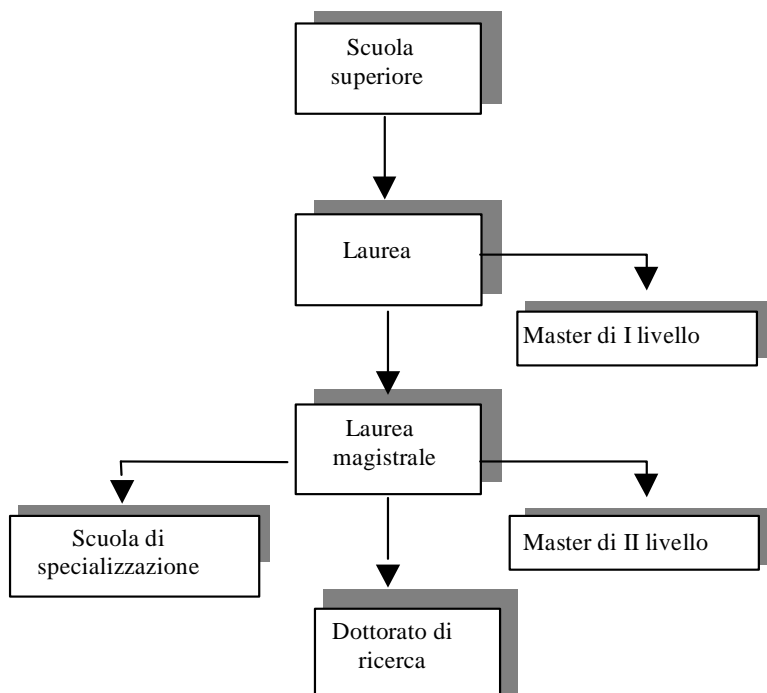 Scuola
superiore
Laurea
Master di I livello
Laurea
magistrale
Scuola di
specializzazione
Master di II livello
Dottorato di
ricerca